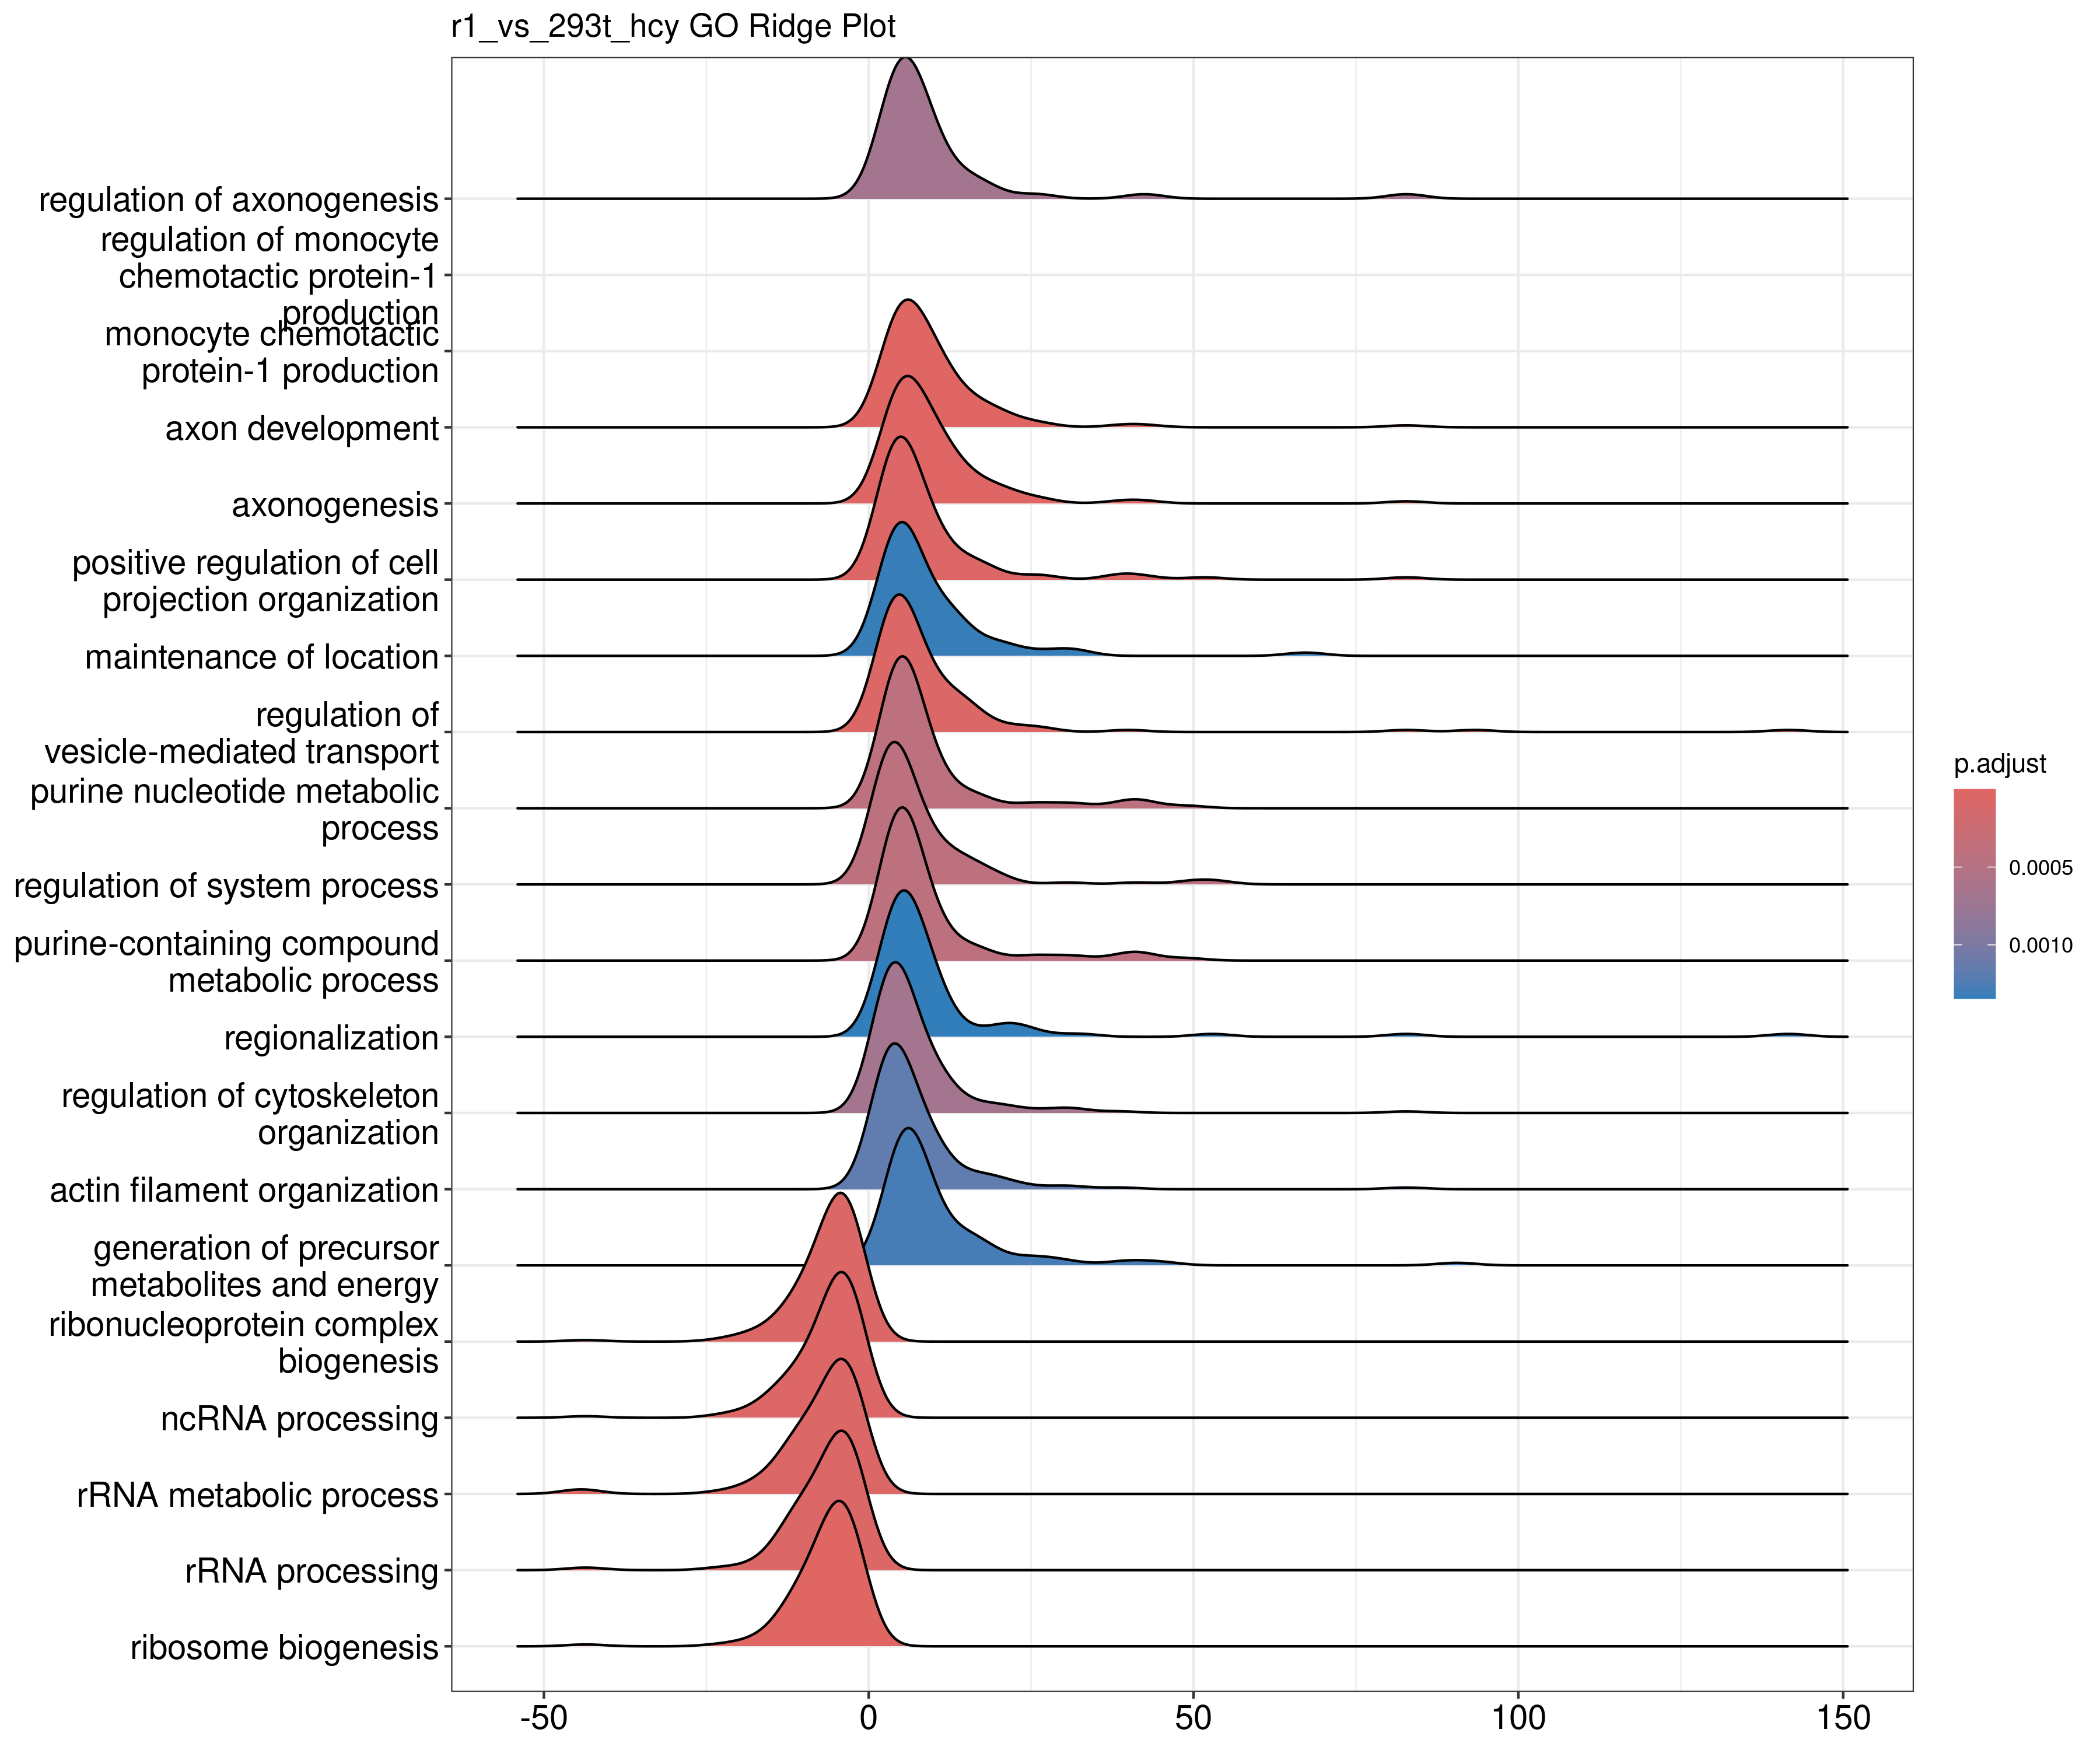 r1_vs_293t_hcy GO Ridge Plot
regulation of axonogenesis
regulation of monocyte
chemotactic protein-1
production
monocyte chemotactic
protein-1 production
axon development
axonogenesis
positive regulation of cell
projection organization
maintenance of location
regulation of
vesicle-mediated transport
purine nucleotide metabolic
process
regulation of system process
purine-containing compound
metabolic process
regionalization
regulation of cytoskeleton
organization
actin filament organization
generation of precursor
metabolites and energy
ribonucleoprotein complex
biogenesis
ncRNA processing
rRNA metabolic process
rRNA processing
ribosome biogenesis
-50 0 50 100 150
p.adjust
0.0005
0.0010